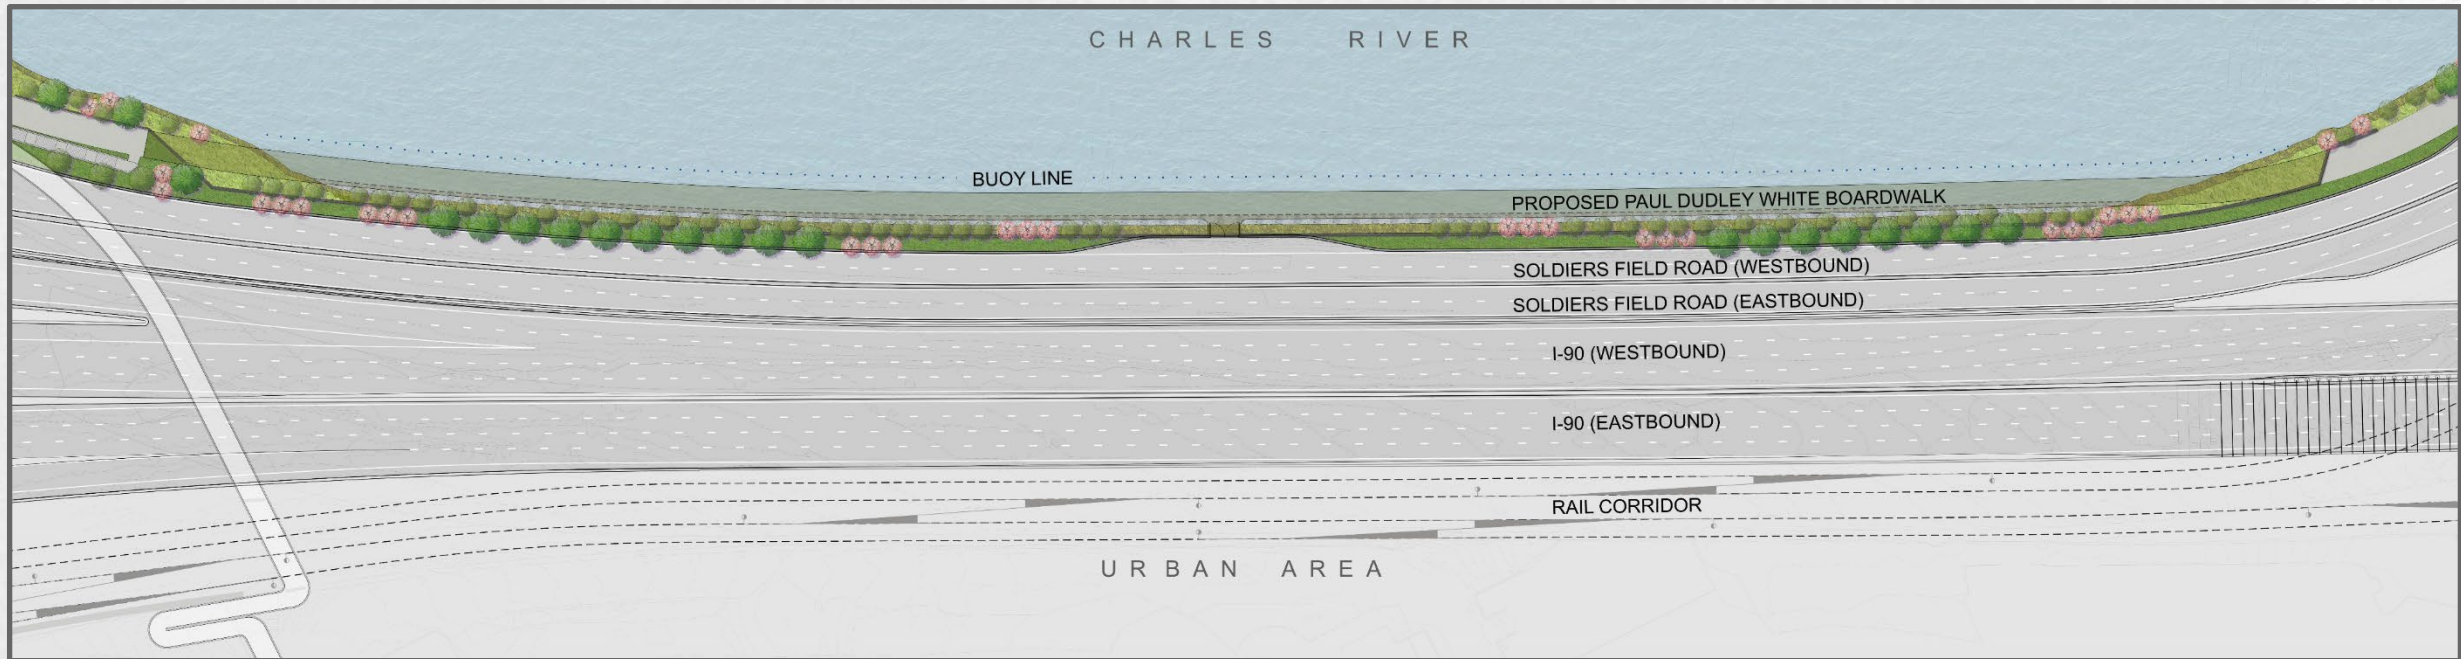 CHARLES RIVER
BUOY LINE
PROPOSED PAUL DUDLEY WHITE BOARDWALK
SOLDIERS FIELD ROAD (WESTBOUND)
SOLDIERS FIELD ROAD (EASTBOUND)
I-90 (WESTBOUND)
I-90 (EASTBOUND)
RAIL CORRIDOR
URBAN AREA